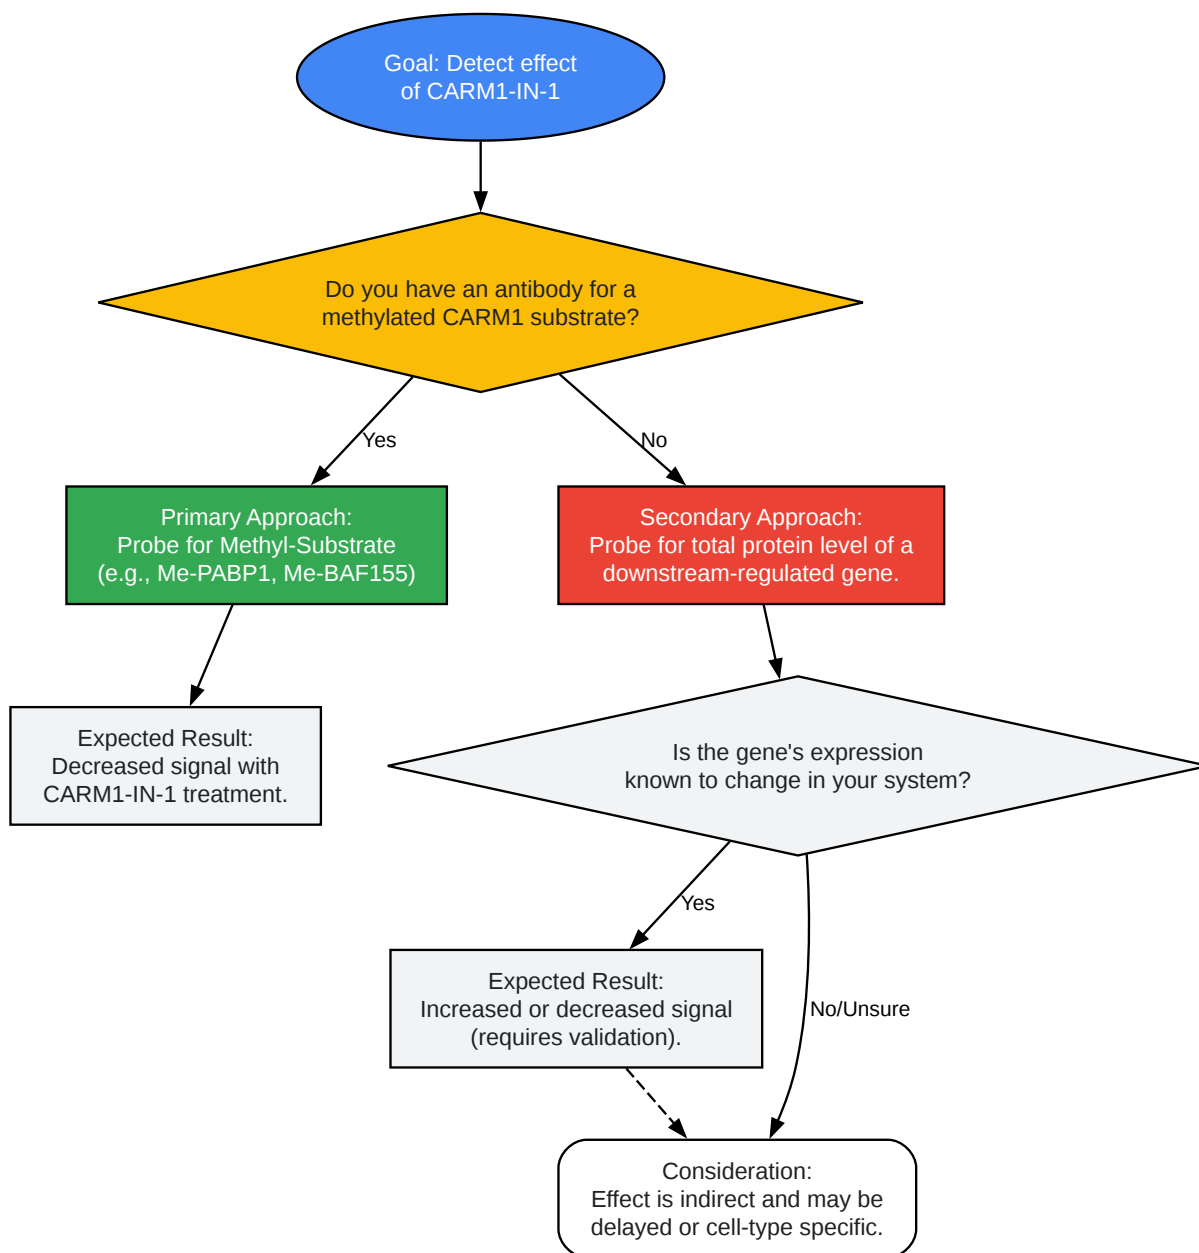 Goal: Detect effect
of CARM1-IN-1
Do you have an antibody for a
methylated CARM1 substrate?
Yes
No
Primary Approach:
Probe for Methyl-Substrate
(e.g., Me-PABP1, Me-BAF155)
Secondary Approach:
Probe for total protein level of a
downstream-regulated gene.
Expected Result:
Decreased signal with
CARM1-IN-1 treatment.
Is the gene's expression
known to change in your system?
Yes
No/Unsure
Expected Result:
Increased or decreased signal
(requires validation).
Consideration:
Effect is indirect and may be
delayed or cell-type specific.